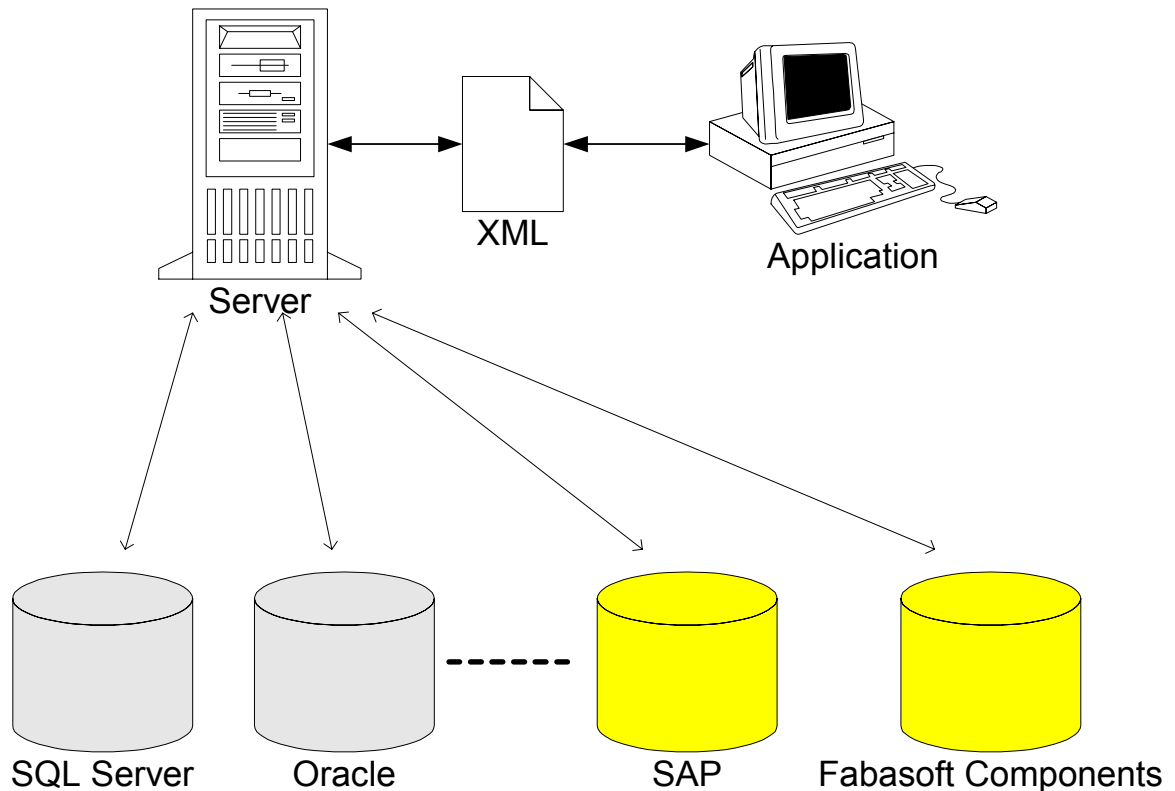 XML
Application
Server
SQL Server
Oracle
SAP
Fabasoft Components